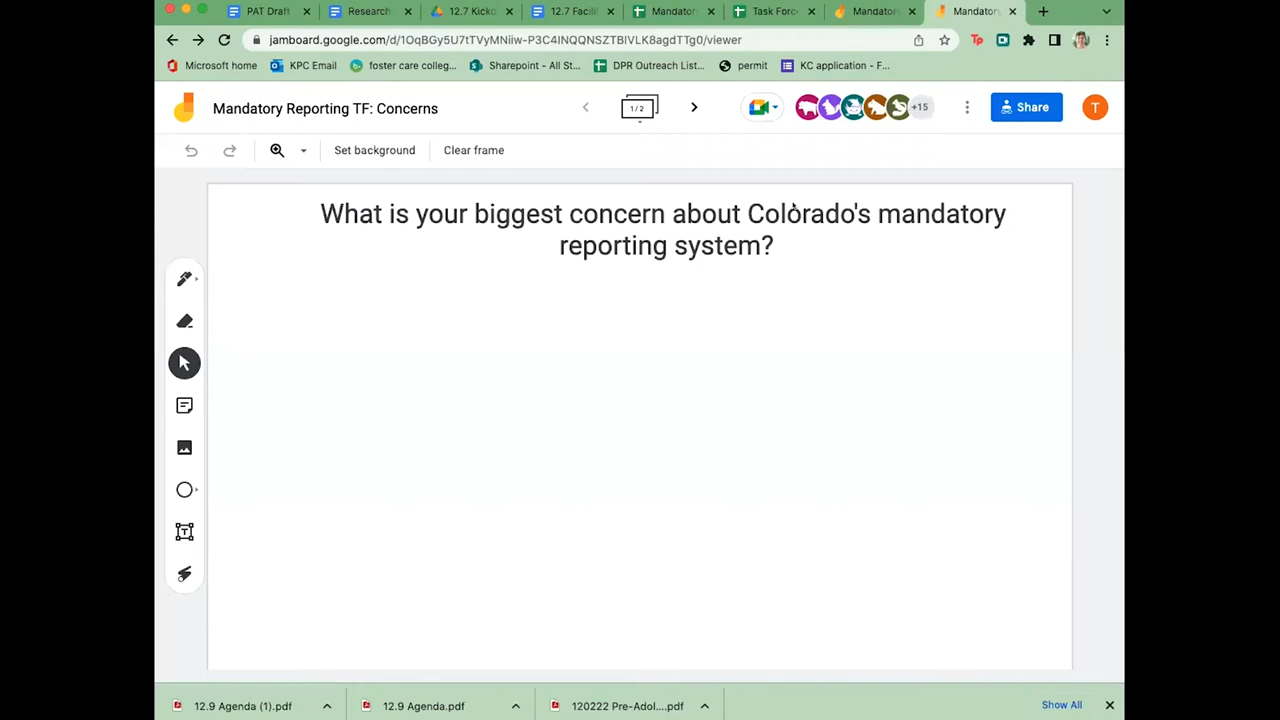 PAT Draft
Research
12.7 Kicko
12.7 Facili
Mandator
Task Forc
Mandator
Mandatory
jamboard.google.com/d/1OqBGy5U7tTVyMNiiw-P3C4INQQNSZTBIVLK8agdTTg0/viewer
Microsoft home
KPC Email
foster care colleg...
Sharepoint - All St...
DPR Outreach List...
permit
KC application - F...
Mandatory Reporting TF: Concerns
1/2
+15
Share
T
Set background
Clear frame
What is your biggest concern about Colorado's mandatory
reporting system?
12.9 Agenda (1).pdf
12.9 Agenda.pdf
120222 Pre-Adol....pdf
Show All